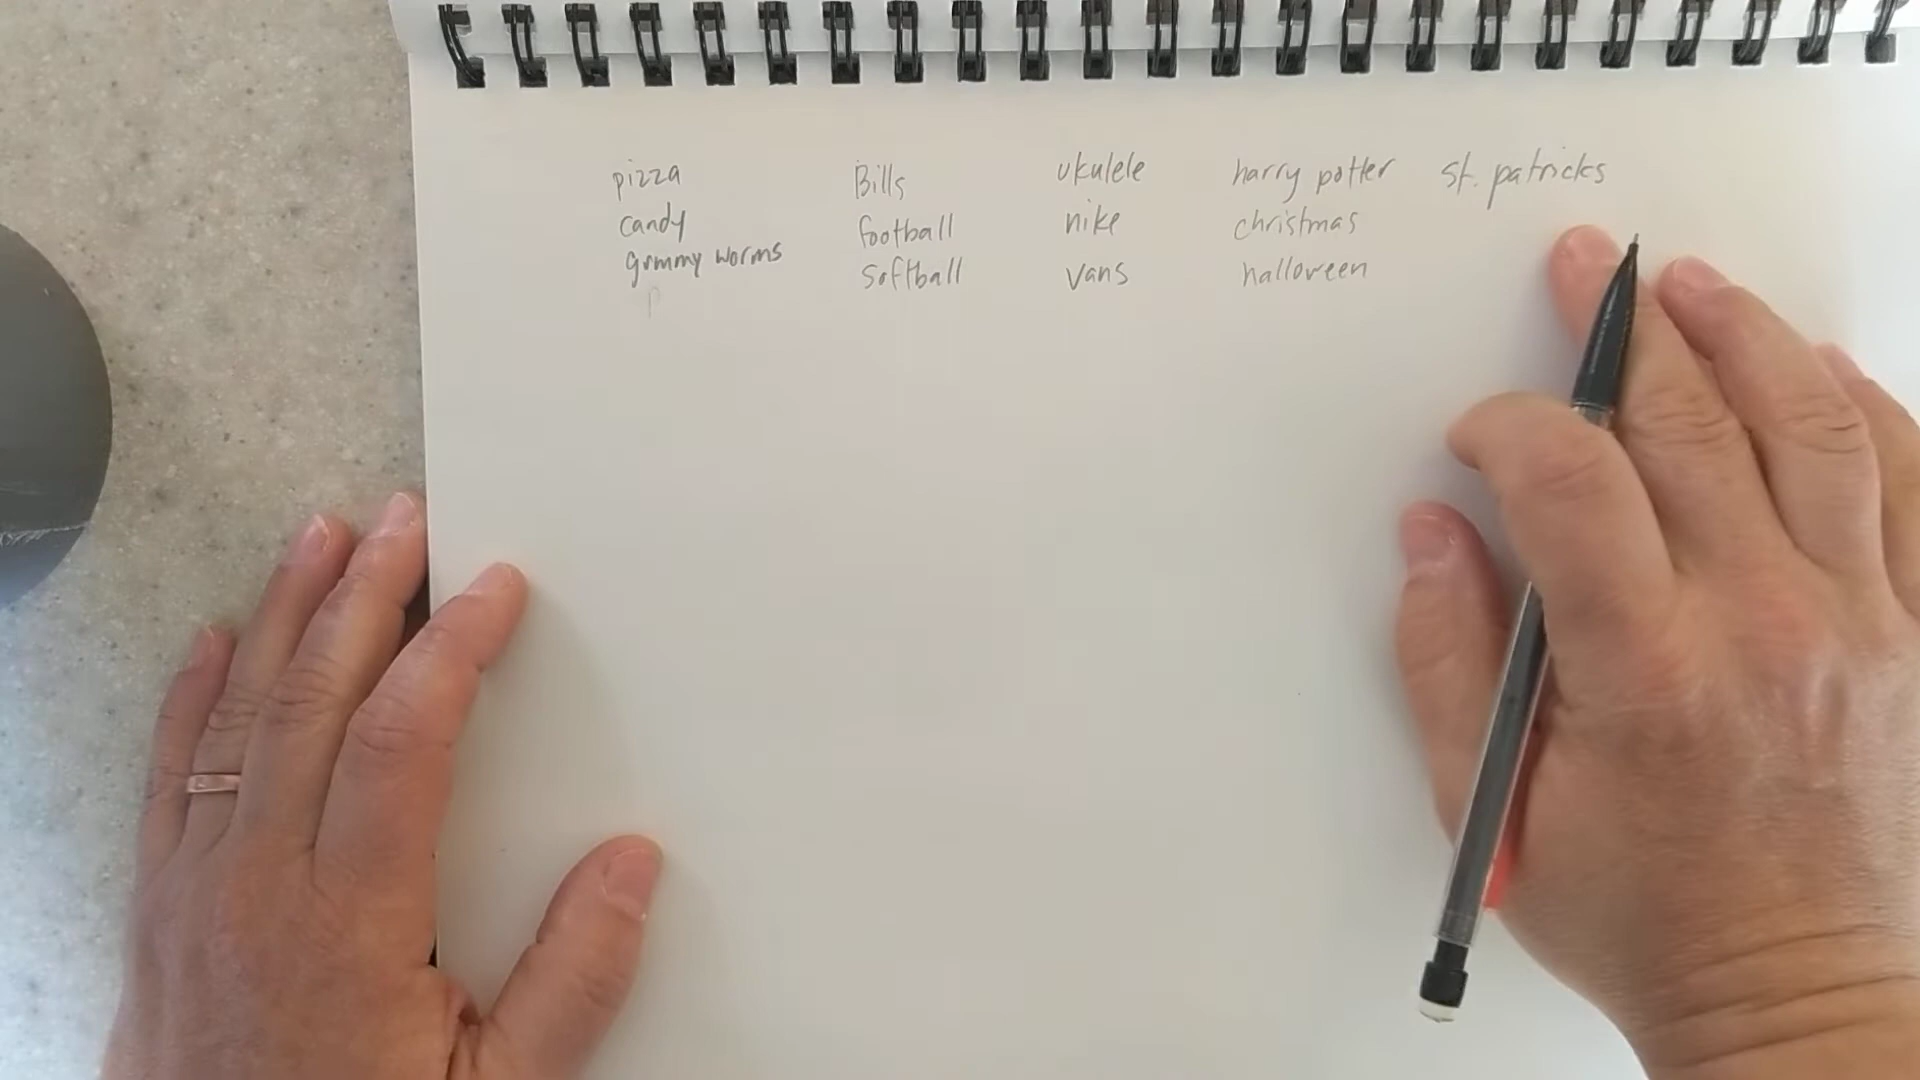 pizza
candy
gummy worms
p
Bills
football
softball
ukulele
nike
vans
harry potter
christmas
halloween
st. patricks